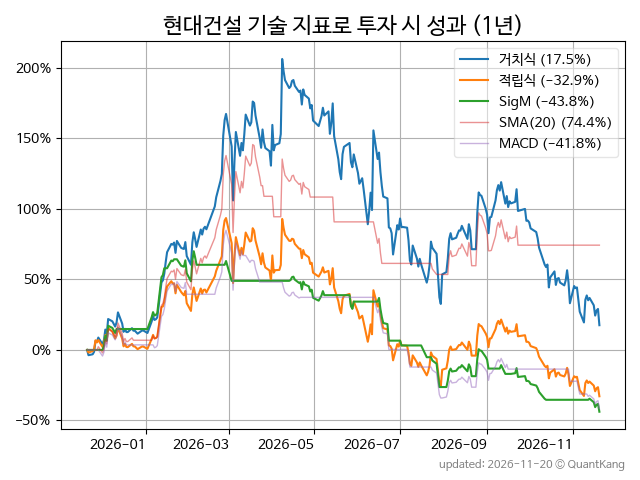 현대건설 기술 지표로 투자 시 성과 (1년)
거치식 (17.5%)
적립식 (−32.9%)
SigM (−43.8%)
SMA(20) (74.4%)
MACD (−41.8%)
200%
150%
100%
50%
0%
−50%
2026-01 2026-03 2026-05 2026-07 2026-09 2026-11
updated: 2026-11-20 © QuantKang